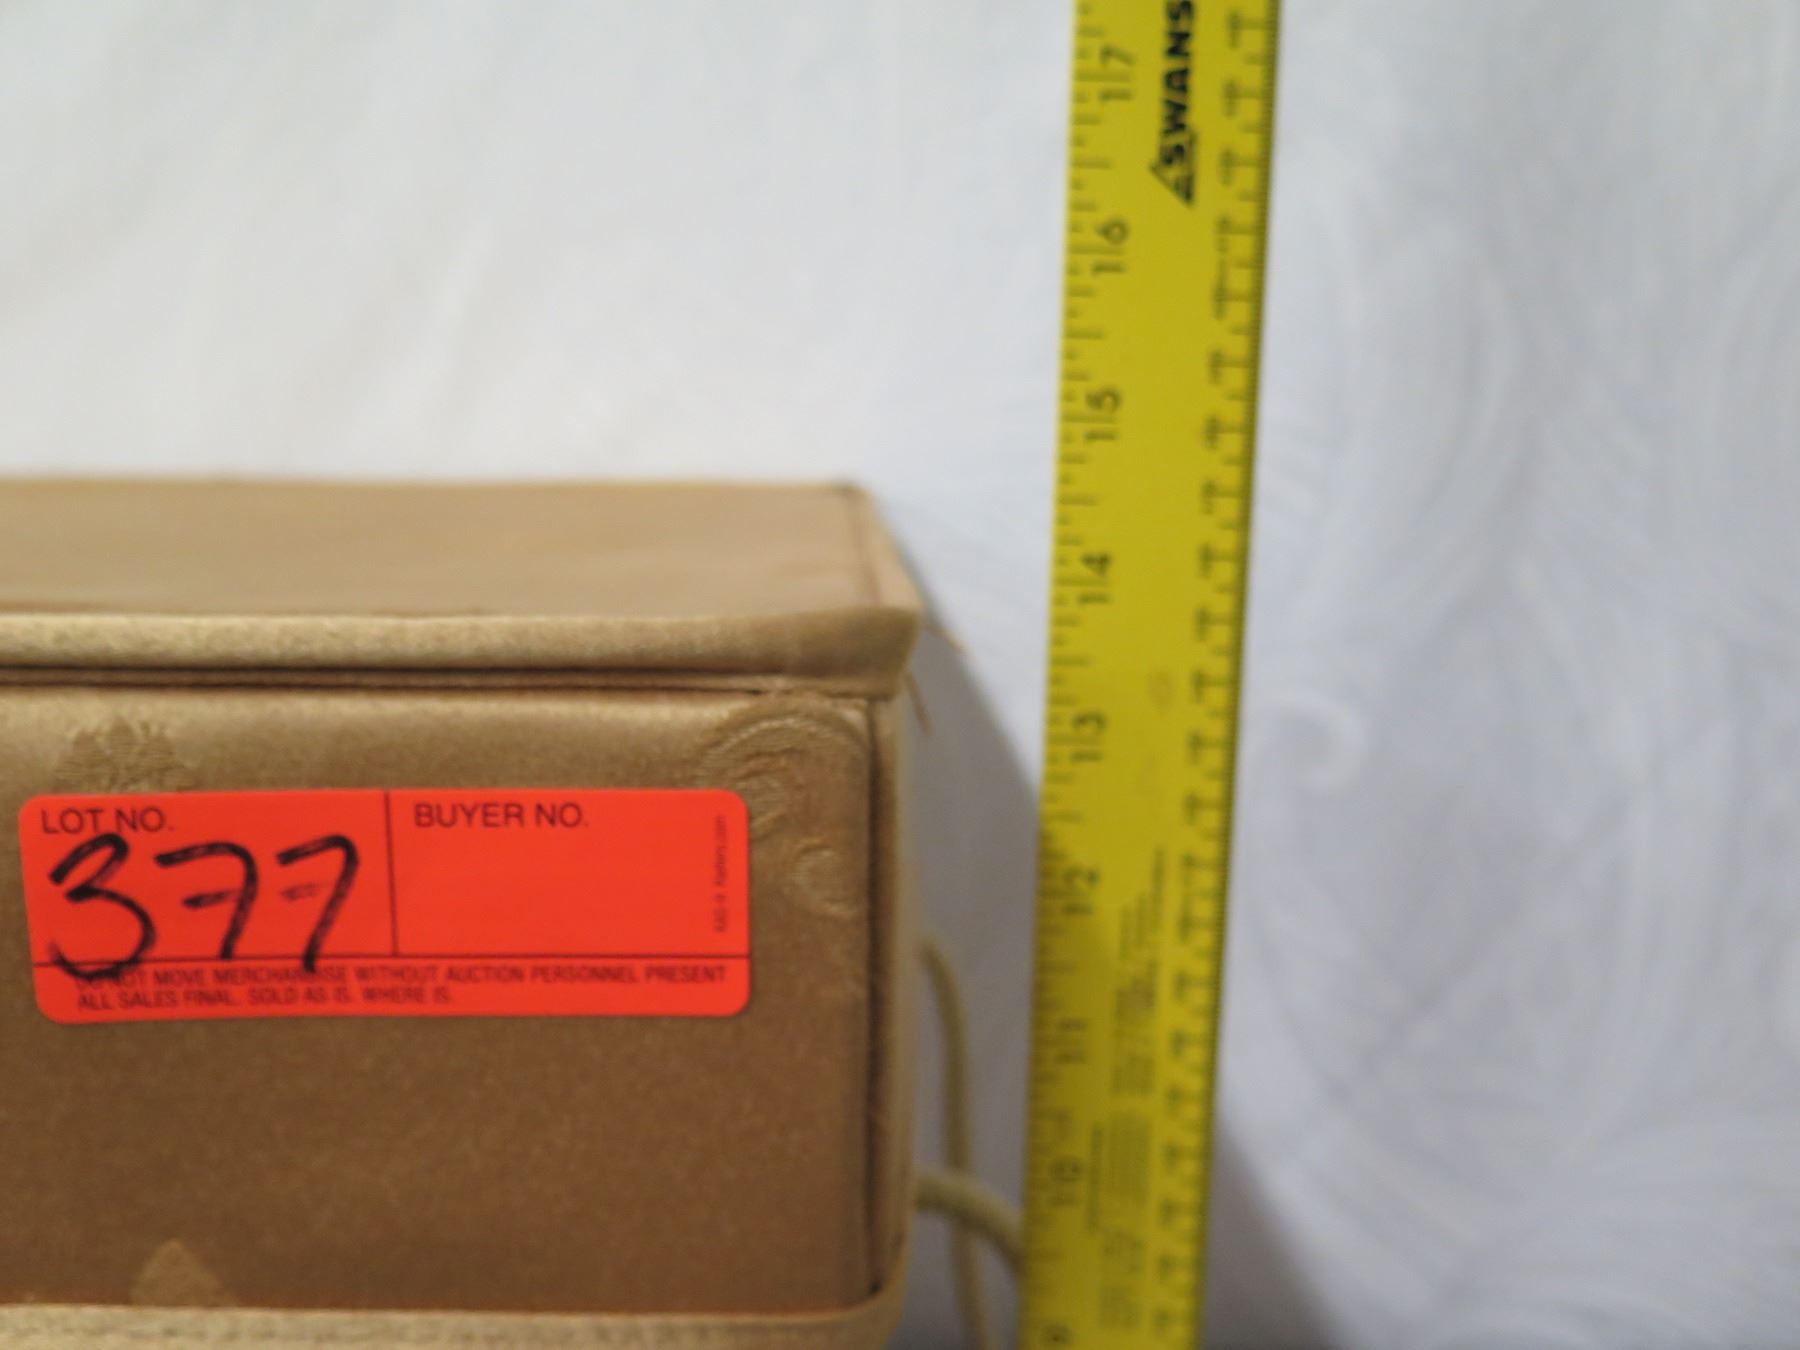 LOT NO.
377
BUYER NO.
DO NOT MOVE MERCHANDISE WITHOUT AUCTION PERSONNEL PRESENT
ALL SALES FINAL. SOLD AS IS. WHERE IS.
SWANS
17
16
15
14
13
12
11
10
9